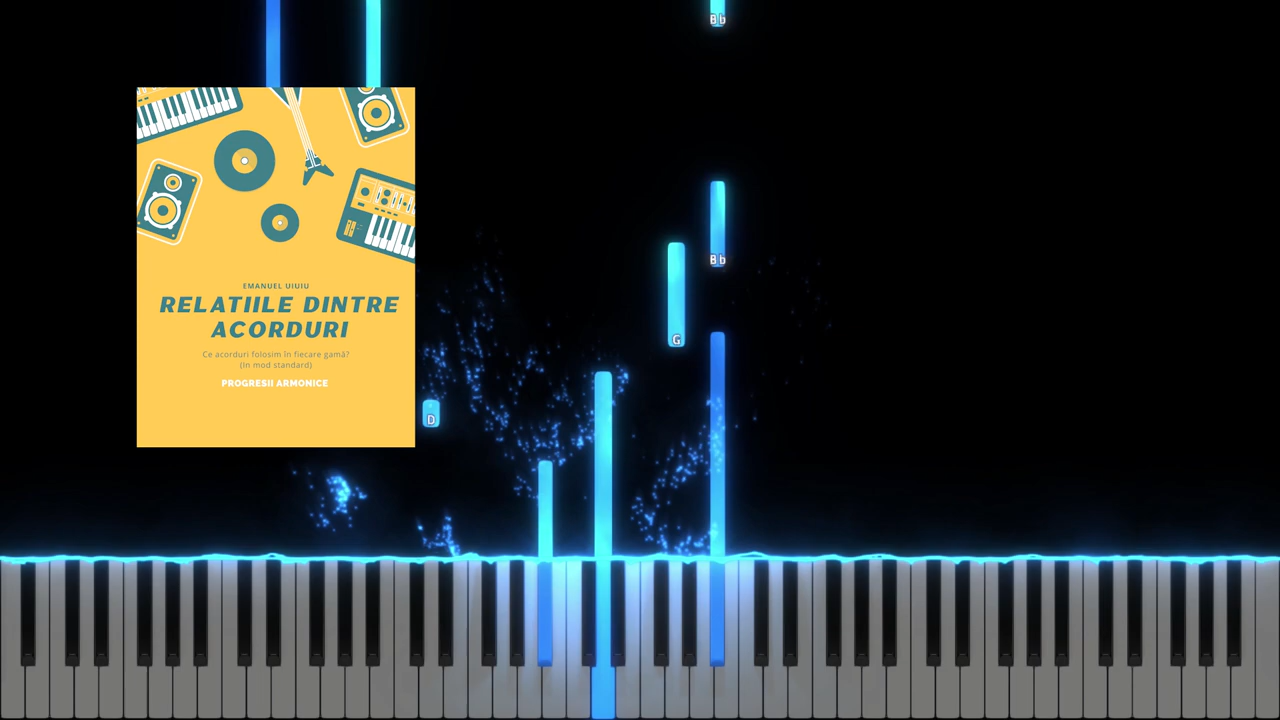 Bb
Bb
G
D
EMANUEL UIUIU
RELATIILE DINTRE
ACORDURI
Ce acorduri folosim în fiecare gamă?
(In mod standard)
PROGRESII ARMONICE